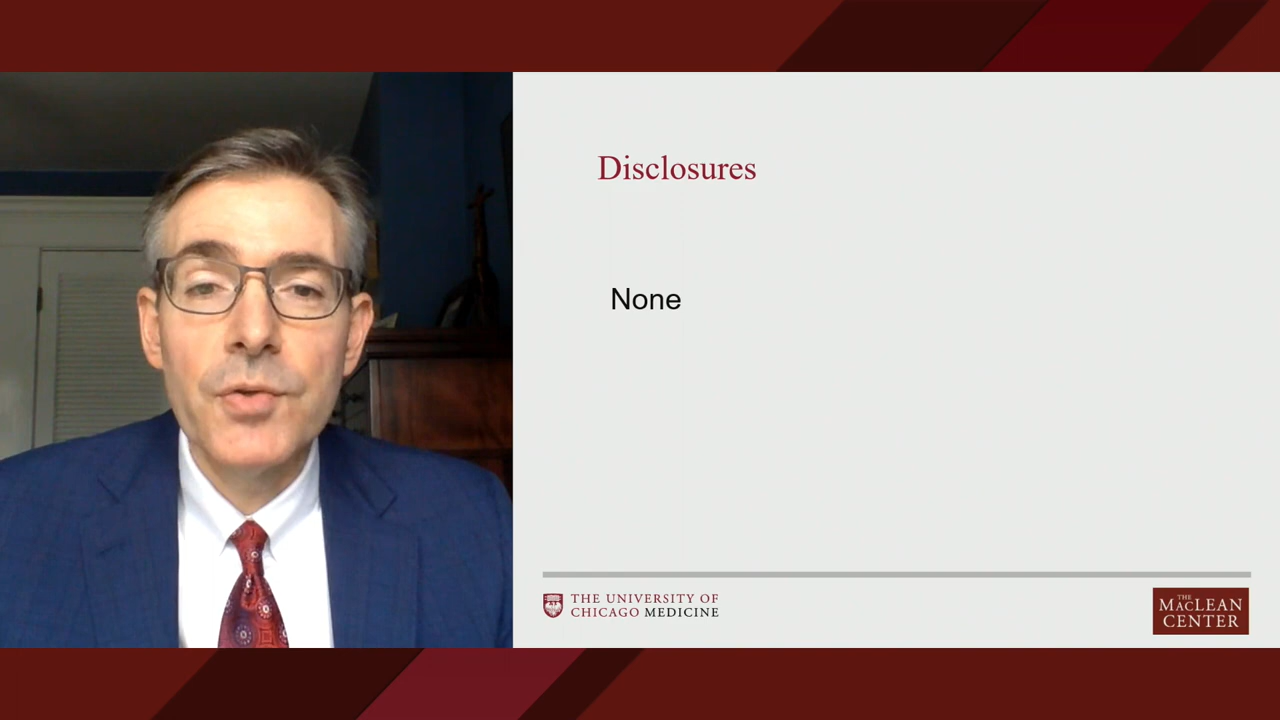 Disclosures
None
THE UNIVERSITY OF
CHICAGO MEDICINE
THE
MACLEAN
CENTER